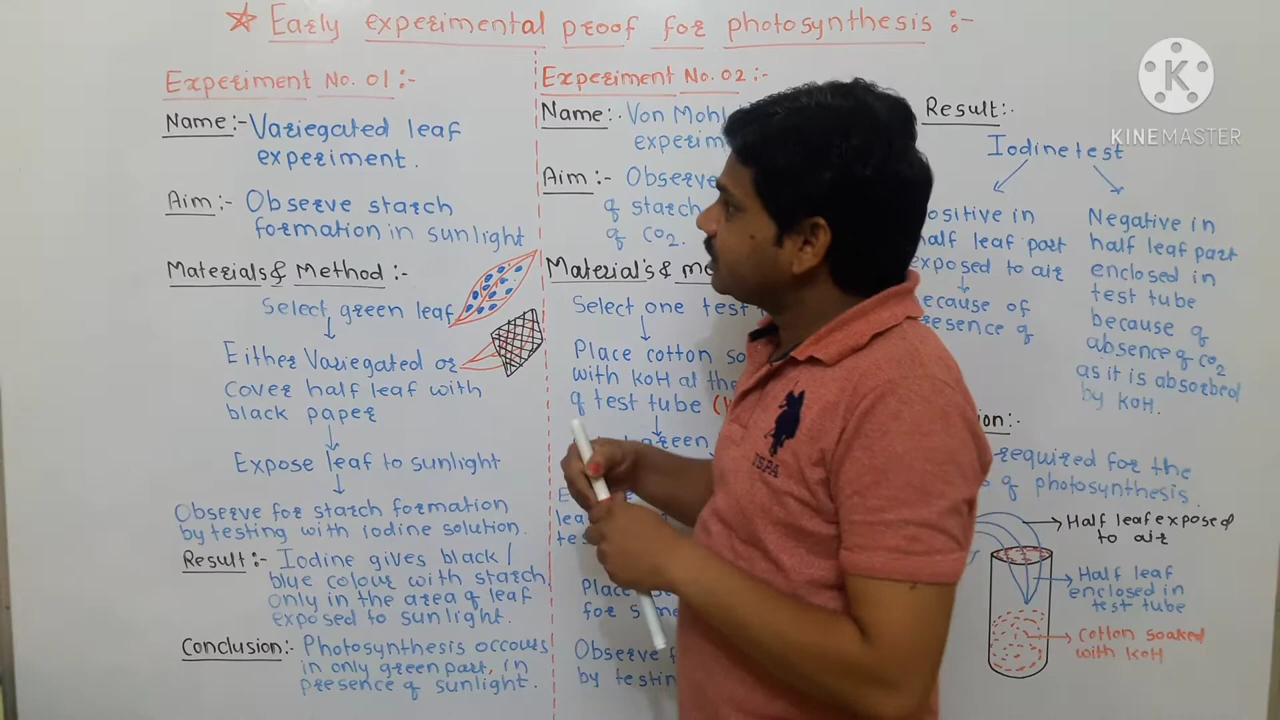 ☆ Early experimental proof for photosynthesis :-
Experiment No. 01 :-
Name:- Variegated leaf
experiment.
Aim:- Observe starch
formation in sunlight
Materials & Method :-
Select green leaf
Either Variegated or
cover half leaf with
black paper
Expose leaf to sunlight
Observe for starch formation
by testing with iodine solution.
Result:- Iodine gives black /
blue colour with starch
only in the area of leaf
exposed to sunlight.
Conclusion:- Photosynthesis occours
in only green part, in
presence of sunlight.
Experiment No. 02 :-
Name:- Von Mohl
experim
Aim:- Observe
of starch
of CO2.
Material's &
Select one test
Place cotton
with KOH at the
of test tube
green
Place
for
Observe
by testin
Result:-
Iodine test
ositive in
half leaf part
exposed to air
ecause of
resence of
Negative in
half leaf part
enclosed in
test tube
because of
absence of CO2
as it is absorbed
by KOH.
ion:-
required for the
of photosynthesis.
Half leaf exposed
to air
Half leaf
enclosed in
test tube
cotton soaked
with KOH
USPA
K
KINEMASTER